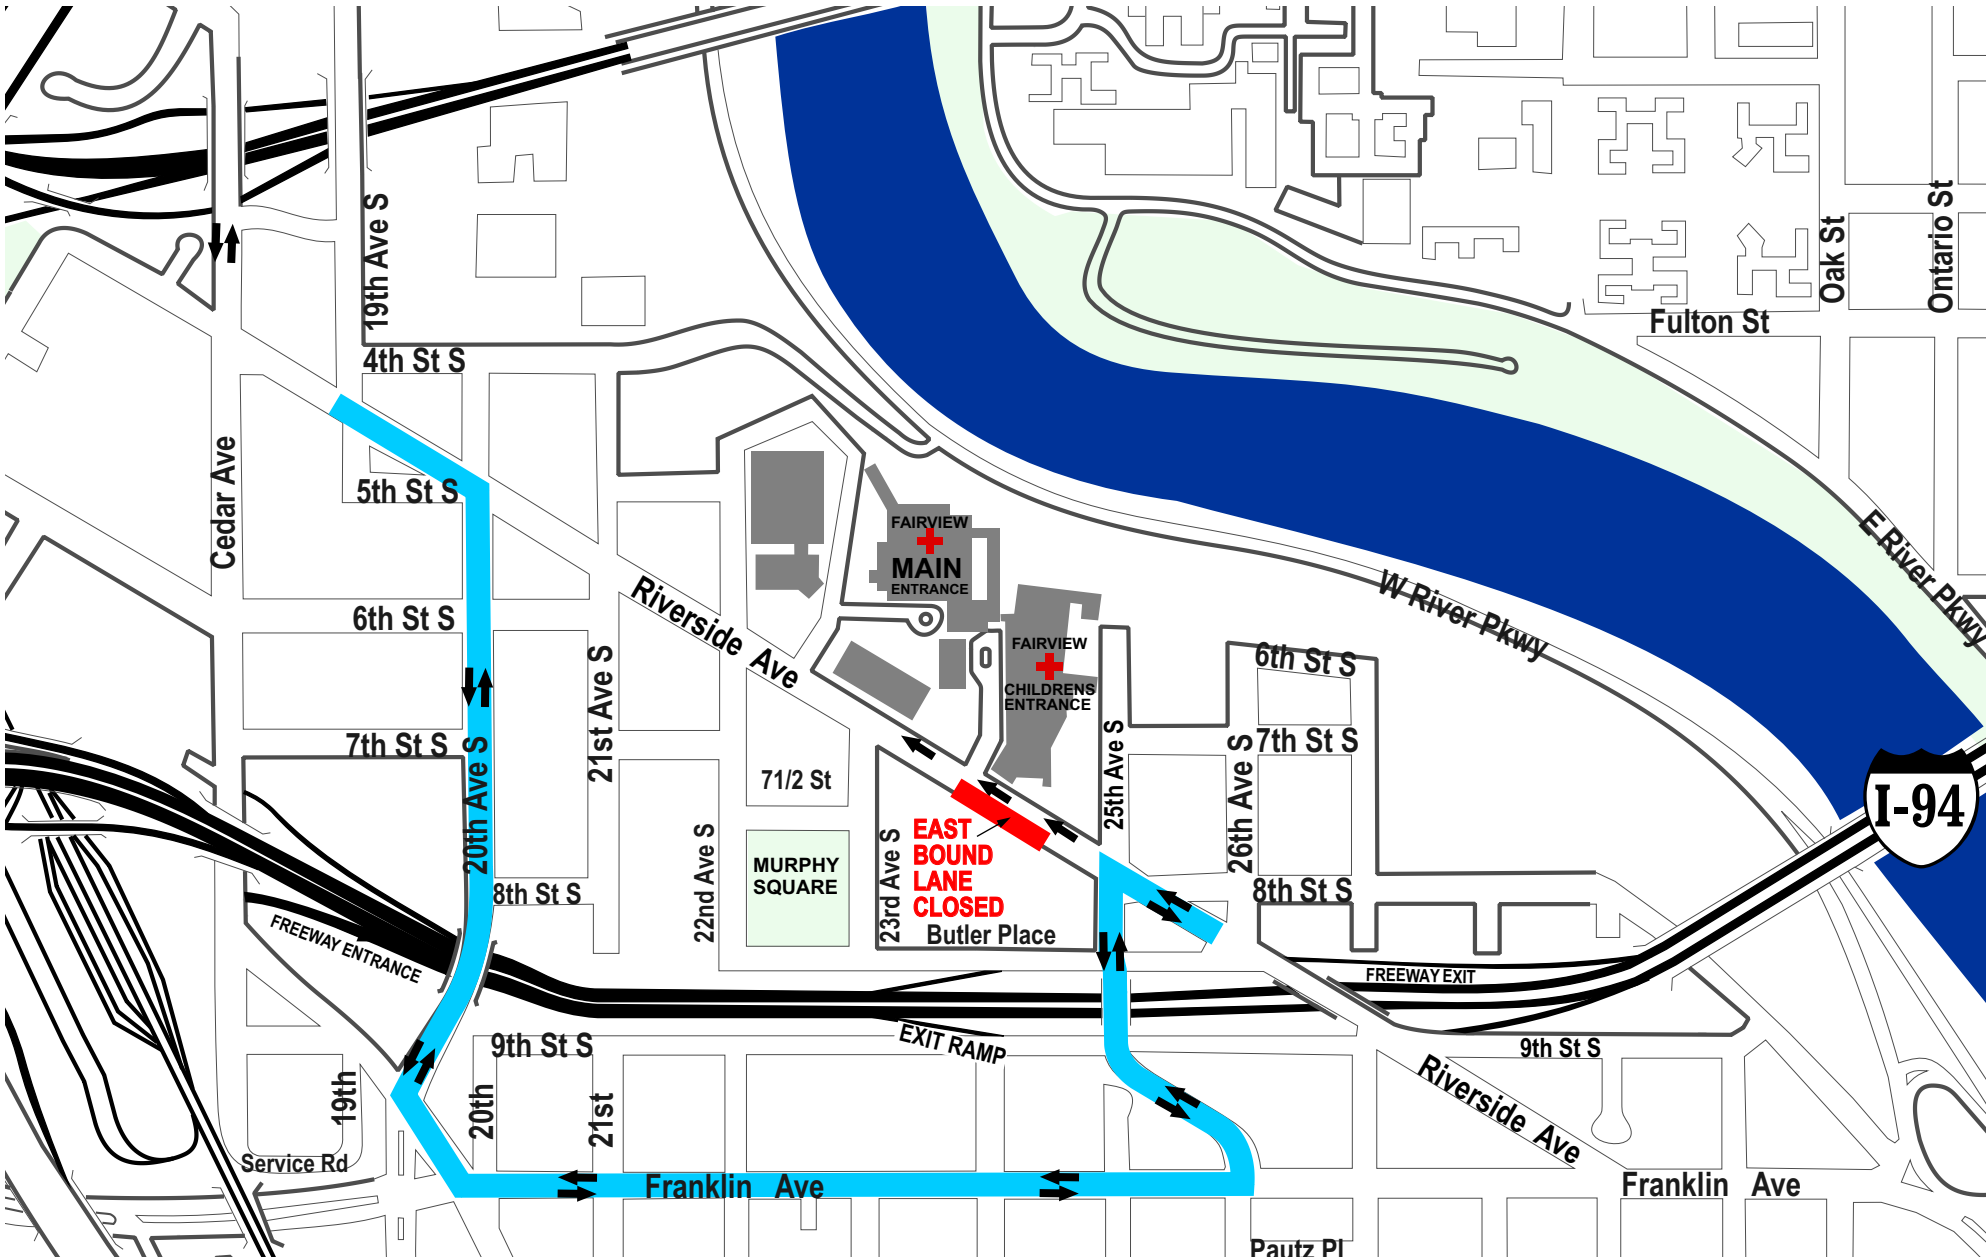 19th Ave S
Oak St
Ontario St
Fulton St
4th St S
Cedar Ave
5th St S
FAIRVIEW
MAIN
ENTRANCE
E River Pkwy
W River Pkwy
6th St S
Riverside Ave
FAIRVIEW
CHILDRENS
ENTRANCE
6th St S
7th St S
20th Ave S
21st Ave S
71/2 St
25th Ave S
26th Ave S
7th St S
I-94
EAST
BOUND
LANE
CLOSED
MURPHY
SQUARE
22nd Ave S
23rd Ave S
8th St S
8th St S
Butler Place
FREEWAY ENTRANCE
FREEWAY EXIT
EXIT RAMP
9th St S
9th St S
19th
20th
21st
Riverside Ave
Service Rd
Franklin Ave
Franklin Ave
Pautz Pl